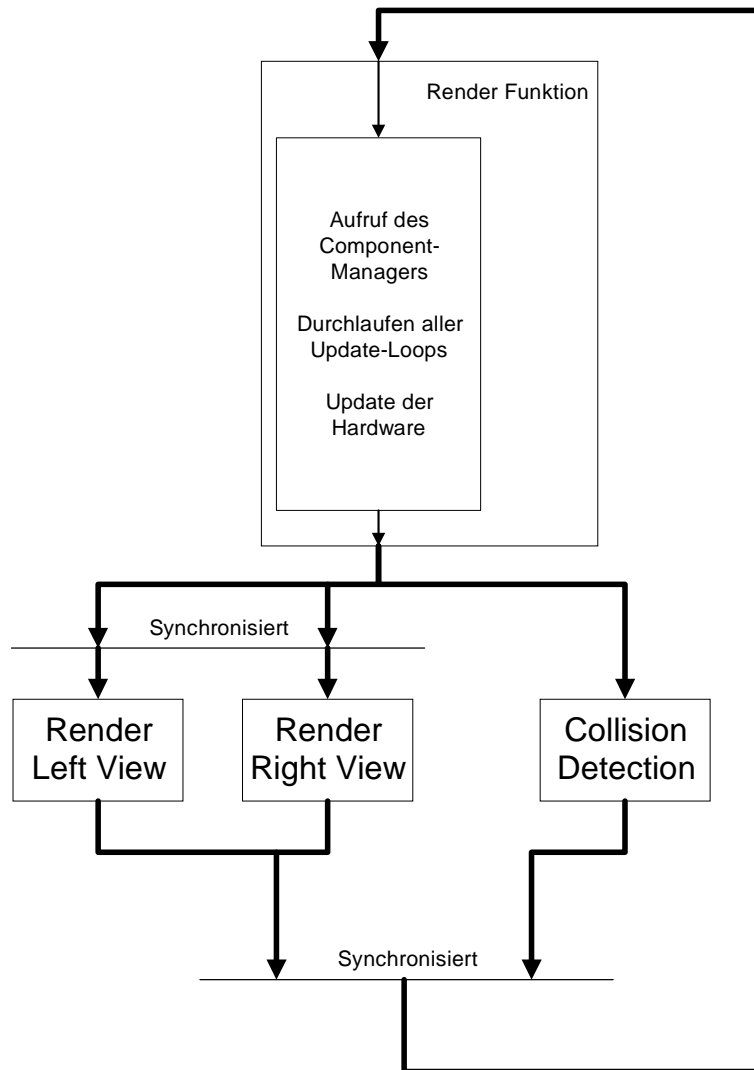 Render Funktion
Aufruf des
Component-
Managers
Durchlaufen aller
Update-Loops
Update der
Hardware
Synchronisiert
Render
Left View
Render
Right View
Collision
Detection
Synchronisiert